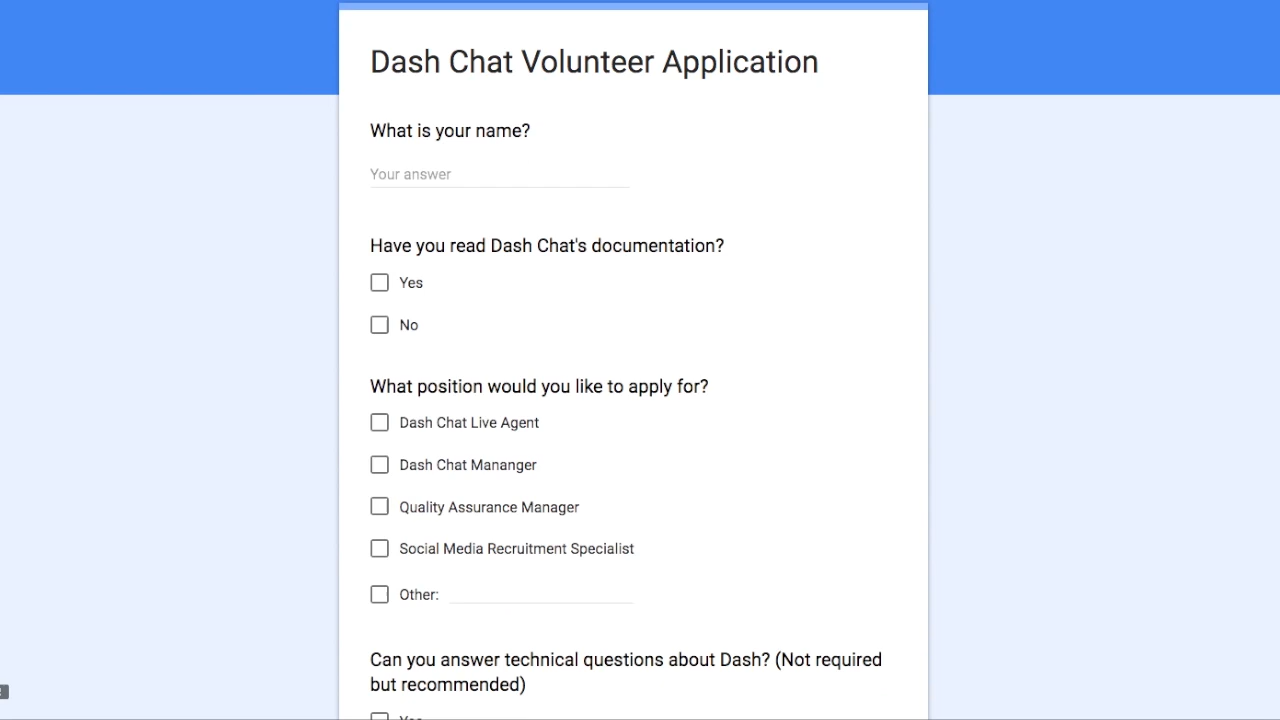 Dash Chat Volunteer Application
What is your name?
Your answer
Have you read Dash Chat's documentation?
Yes
No
What position would you like to apply for?
Dash Chat Live Agent
Dash Chat Mananger
Quality Assurance Manager
Social Media Recruitment Specialist
Other:
Can you answer technical questions about Dash? (Not required
but recommended)